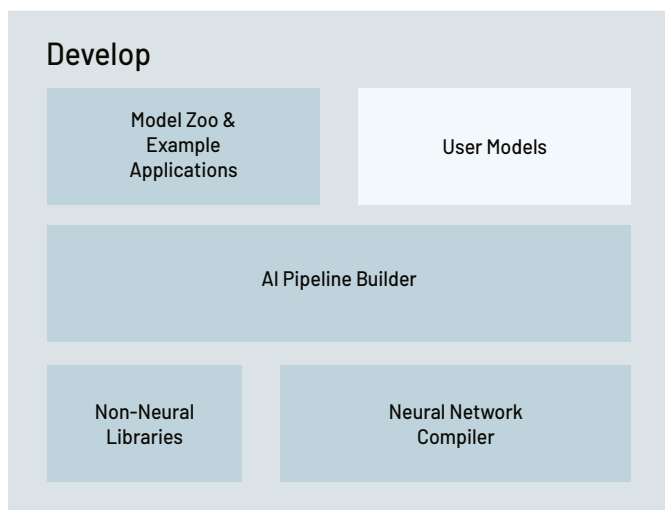 Develop
Model Zoo &
Example
Applications
User Models
AI Pipeline Builder
Non-Neural
Libraries
Neural Network
Compiler